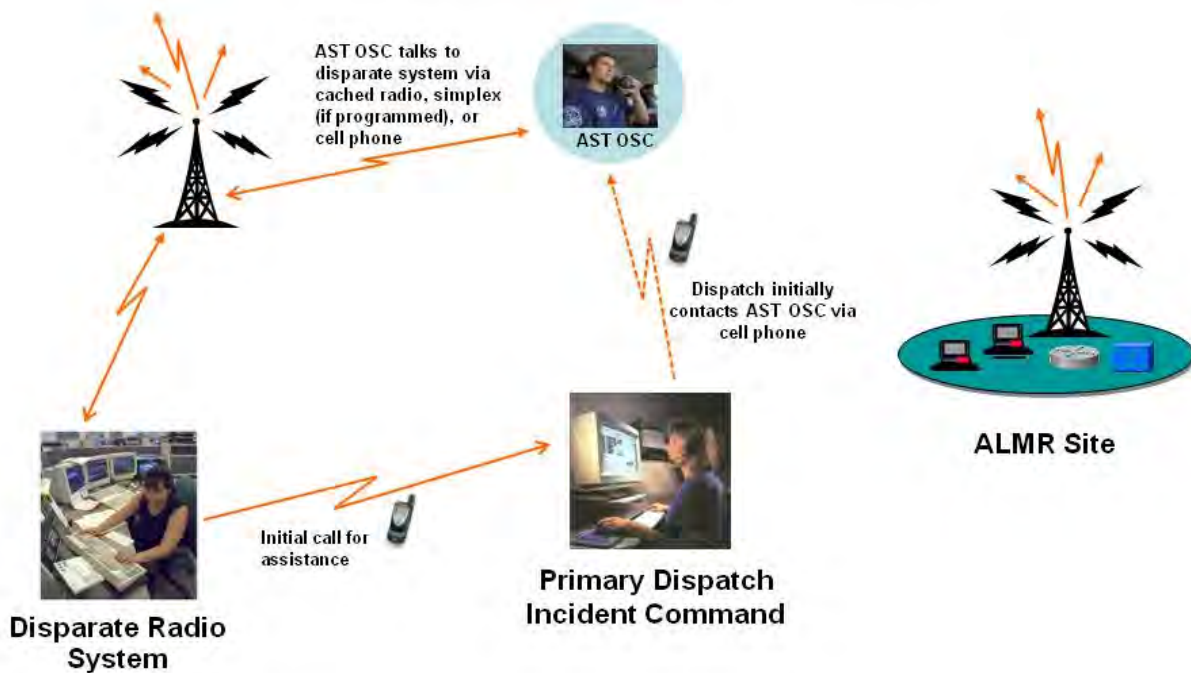 AST OSC talks to
disparate system via
cached radio, simplex
(if programmed), or
cell phone
AST OSC
Dispatch initially
contacts AST OSC via
cell phone
ALMR Site
Initial call for
assistance
Primary Dispatch
Incident Command
Disparate Radio
System